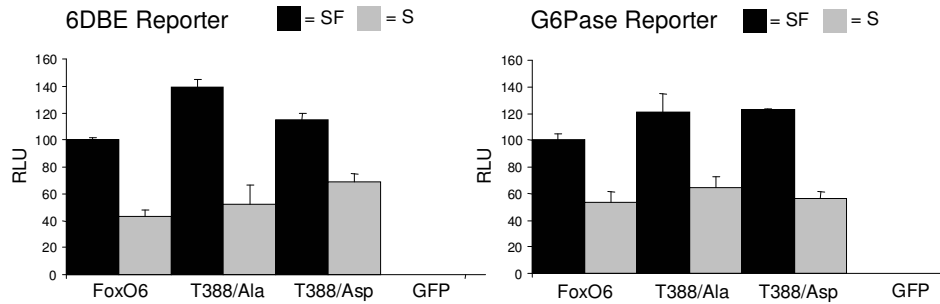 6DBE Reporter
= SF
= S
160
140
120
100
80
60
40
20
0
RLU
FoxO6 T388/Ala T388/Asp GFP
G6Pase Reporter
= SF
= S
160
140
120
100
80
60
40
20
0
RLU
FoxO6 T388/Ala T388/Asp GFP